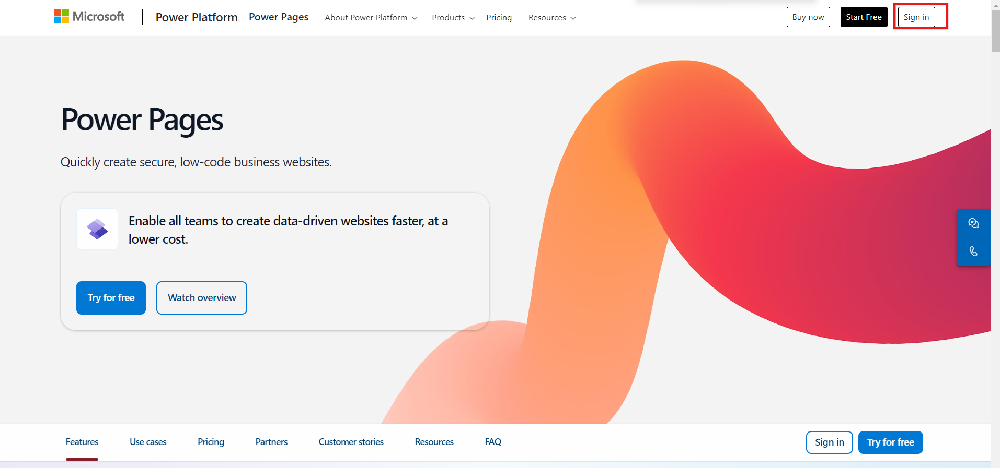 Microsoft Power Platform Power Pages About Power Platform Products Pricing Resources Buy now Start Free Sign in
Power Pages
Quickly create secure, low-code business websites.
Enable all teams to create data-driven websites faster, at a
lower cost.
Try for free Watch overview
Features Use cases Pricing Partners Customer stories Resources FAQ Sign in Try for free